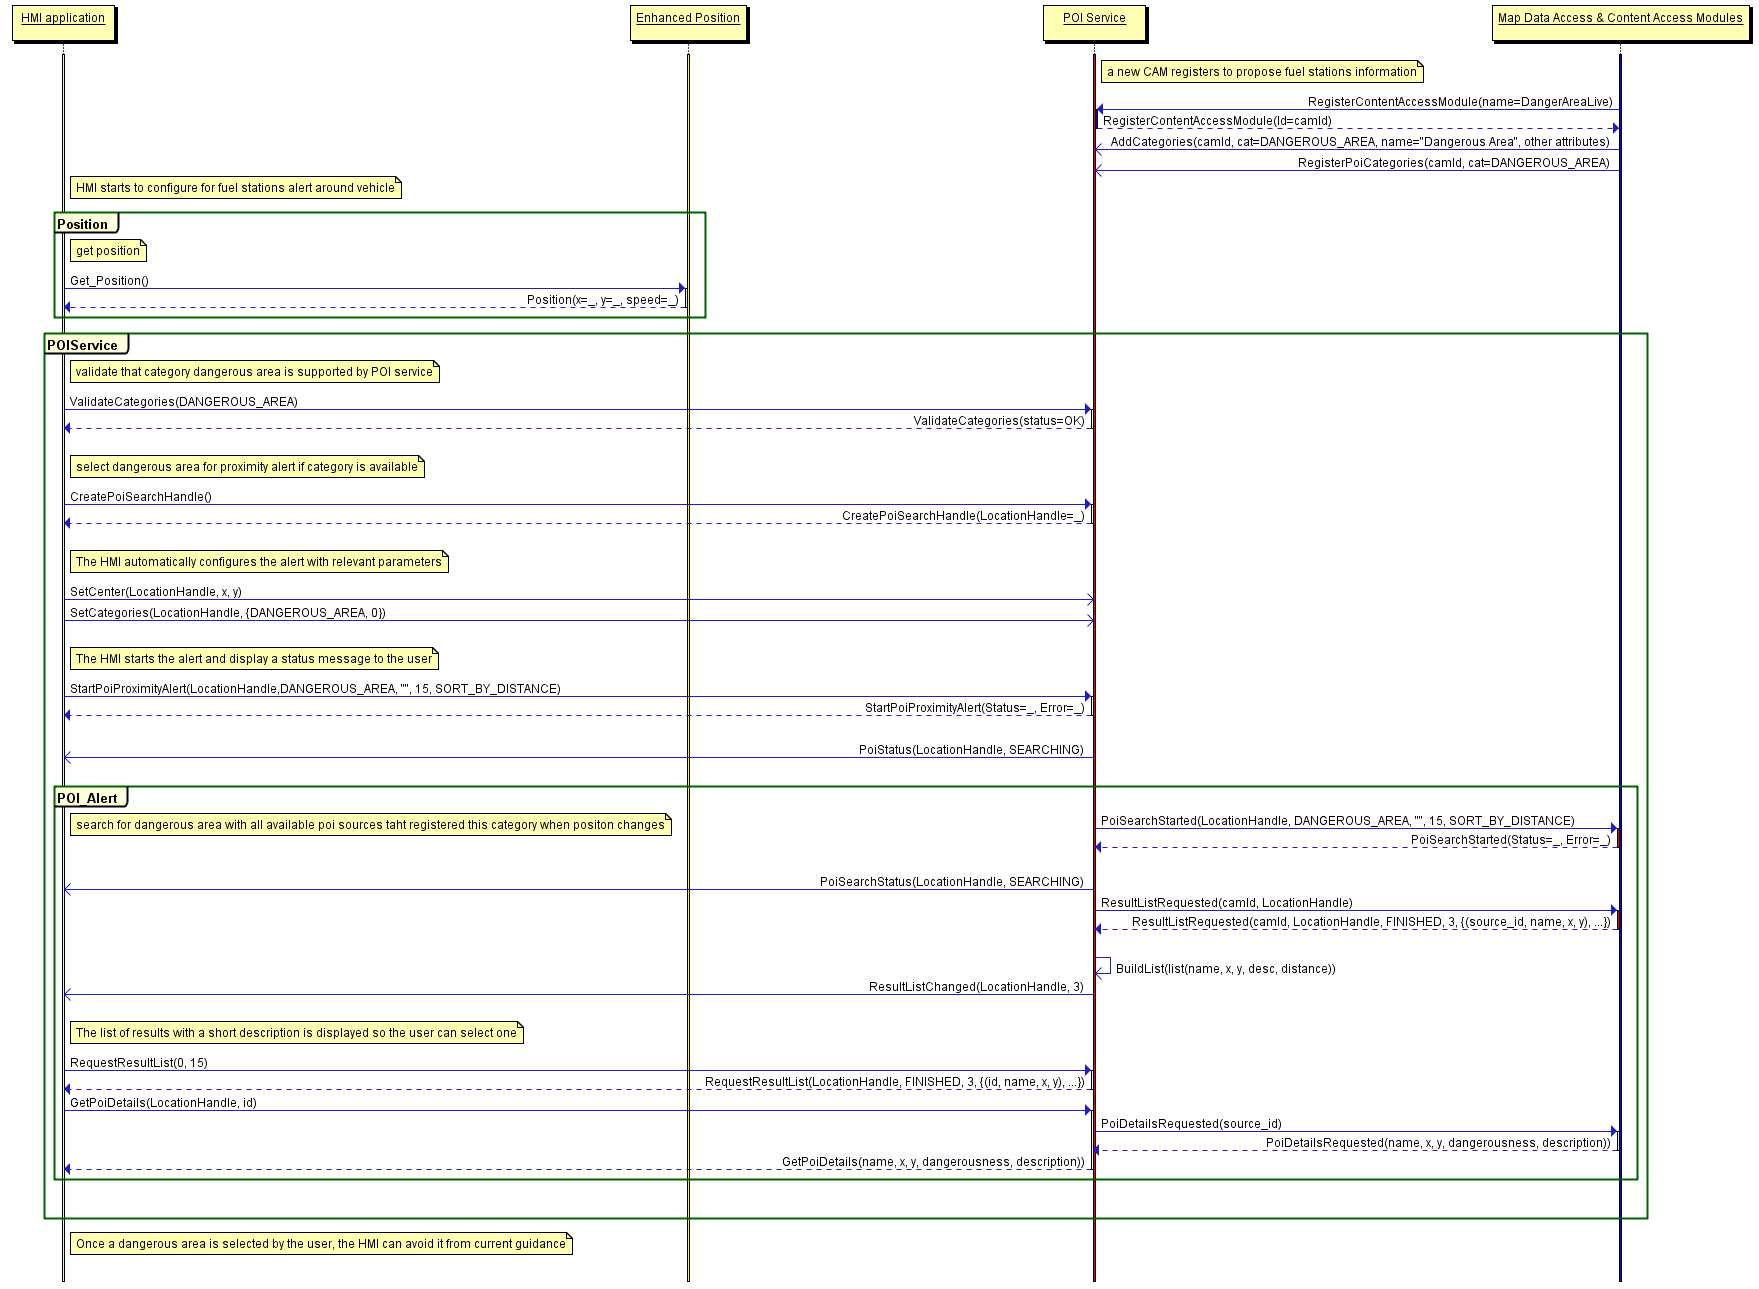 HMI application
Enhanced Position
POI Service
Map Data Access & Content Access Modules
a new CAM registers to propose fuel stations information
RegisterContentAccessModule(name=DangerAreaLive)
RegisterContentAccessModule(Id=camId)
AddCategories(camId, cat=DANGEROUS_AREA, name="Dangerous Area", other attributes)
RegisterPoiCategories(camId, cat=DANGEROUS_AREA)
HMI starts to configure for fuel stations alert around vehicle
Position
get position
Get_Position()
Position(x=_, y=_, speed=_)
POIService
validate that category dangerous area is supported by POI service
ValidateCategories(DANGEROUS_AREA)
ValidateCategories(status=OK)
select dangerous area for proximity alert if category is available
CreatePoiSearchHandle()
CreatePoiSearchHandle(LocationHandle=_)
The HMI automatically configures the alert with relevant parameters
SetCenter(LocationHandle, x, y)
SetCategories(LocationHandle, {DANGEROUS_AREA, 0})
The HMI starts the alert and display a status message to the user
StartPoiProximityAlert(LocationHandle,DANGEROUS_AREA, "", 15, SORT_BY_DISTANCE)
StartPoiProximityAlert(Status=_, Error=_)
PoiStatus(LocationHandle, SEARCHING)
POI_Alert
search for dangerous area with all available poi sources taht registered this category when positon changes
PoiSearchStarted(LocationHandle, DANGEROUS_AREA, "", 15, SORT_BY_DISTANCE)
PoiSearchStarted(Status=_, Error=_)
PoiSearchStatus(LocationHandle, SEARCHING)
ResultListRequested(camId, LocationHandle)
ResultListRequested(camId, LocationHandle, FINISHED, 3, {(source_id, name, x, y), ...})
BuildList(list(name, x, y, desc, distance))
ResultListChanged(LocationHandle, 3)
The list of results with a short description is displayed so the user can select one
RequestResultList(0, 15)
RequestResultList(LocationHandle, FINISHED, 3, {(id, name, x, y), ...})
GetPoiDetails(LocationHandle, id)
PoiDetailsRequested(source_id)
PoiDetailsRequested(name, x, y, dangerousness, description))
GetPoiDetails(name, x, y, dangerousness, description))
Once a dangerous area is selected by the user, the HMI can avoid it from current guidance